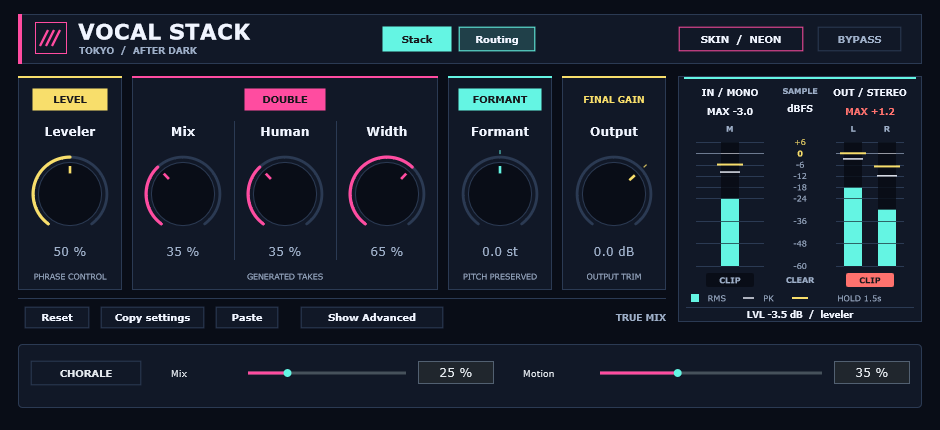 VOCAL STACK
TOKYO / AFTER DARK
Stack
Routing
SKIN / NEON
BYPASS
LEVEL
Leveler
50 %
PHRASE CONTROL
DOUBLE
Mix
Human
Width
35 %
35 %
65 %
GENERATED TAKES
FORMANT
Formant
0.0 st
PITCH PRESERVED
FINAL GAIN
Output
0.0 dB
OUTPUT TRIM
IN / MONO
SAMPLE
OUT / STEREO
MAX -3.0
dBFS
MAX +1.2
M
L
R
+6
0
-6
-12
-18
-24
-36
-48
-60
CLIP
CLEAR
CLIP
RMS
PK
HOLD 1.5s
LVL -3.5 dB / leveler
Reset
Copy settings
Paste
Show Advanced
TRUE MIX
CHORALE
Mix
25 %
Motion
35 %